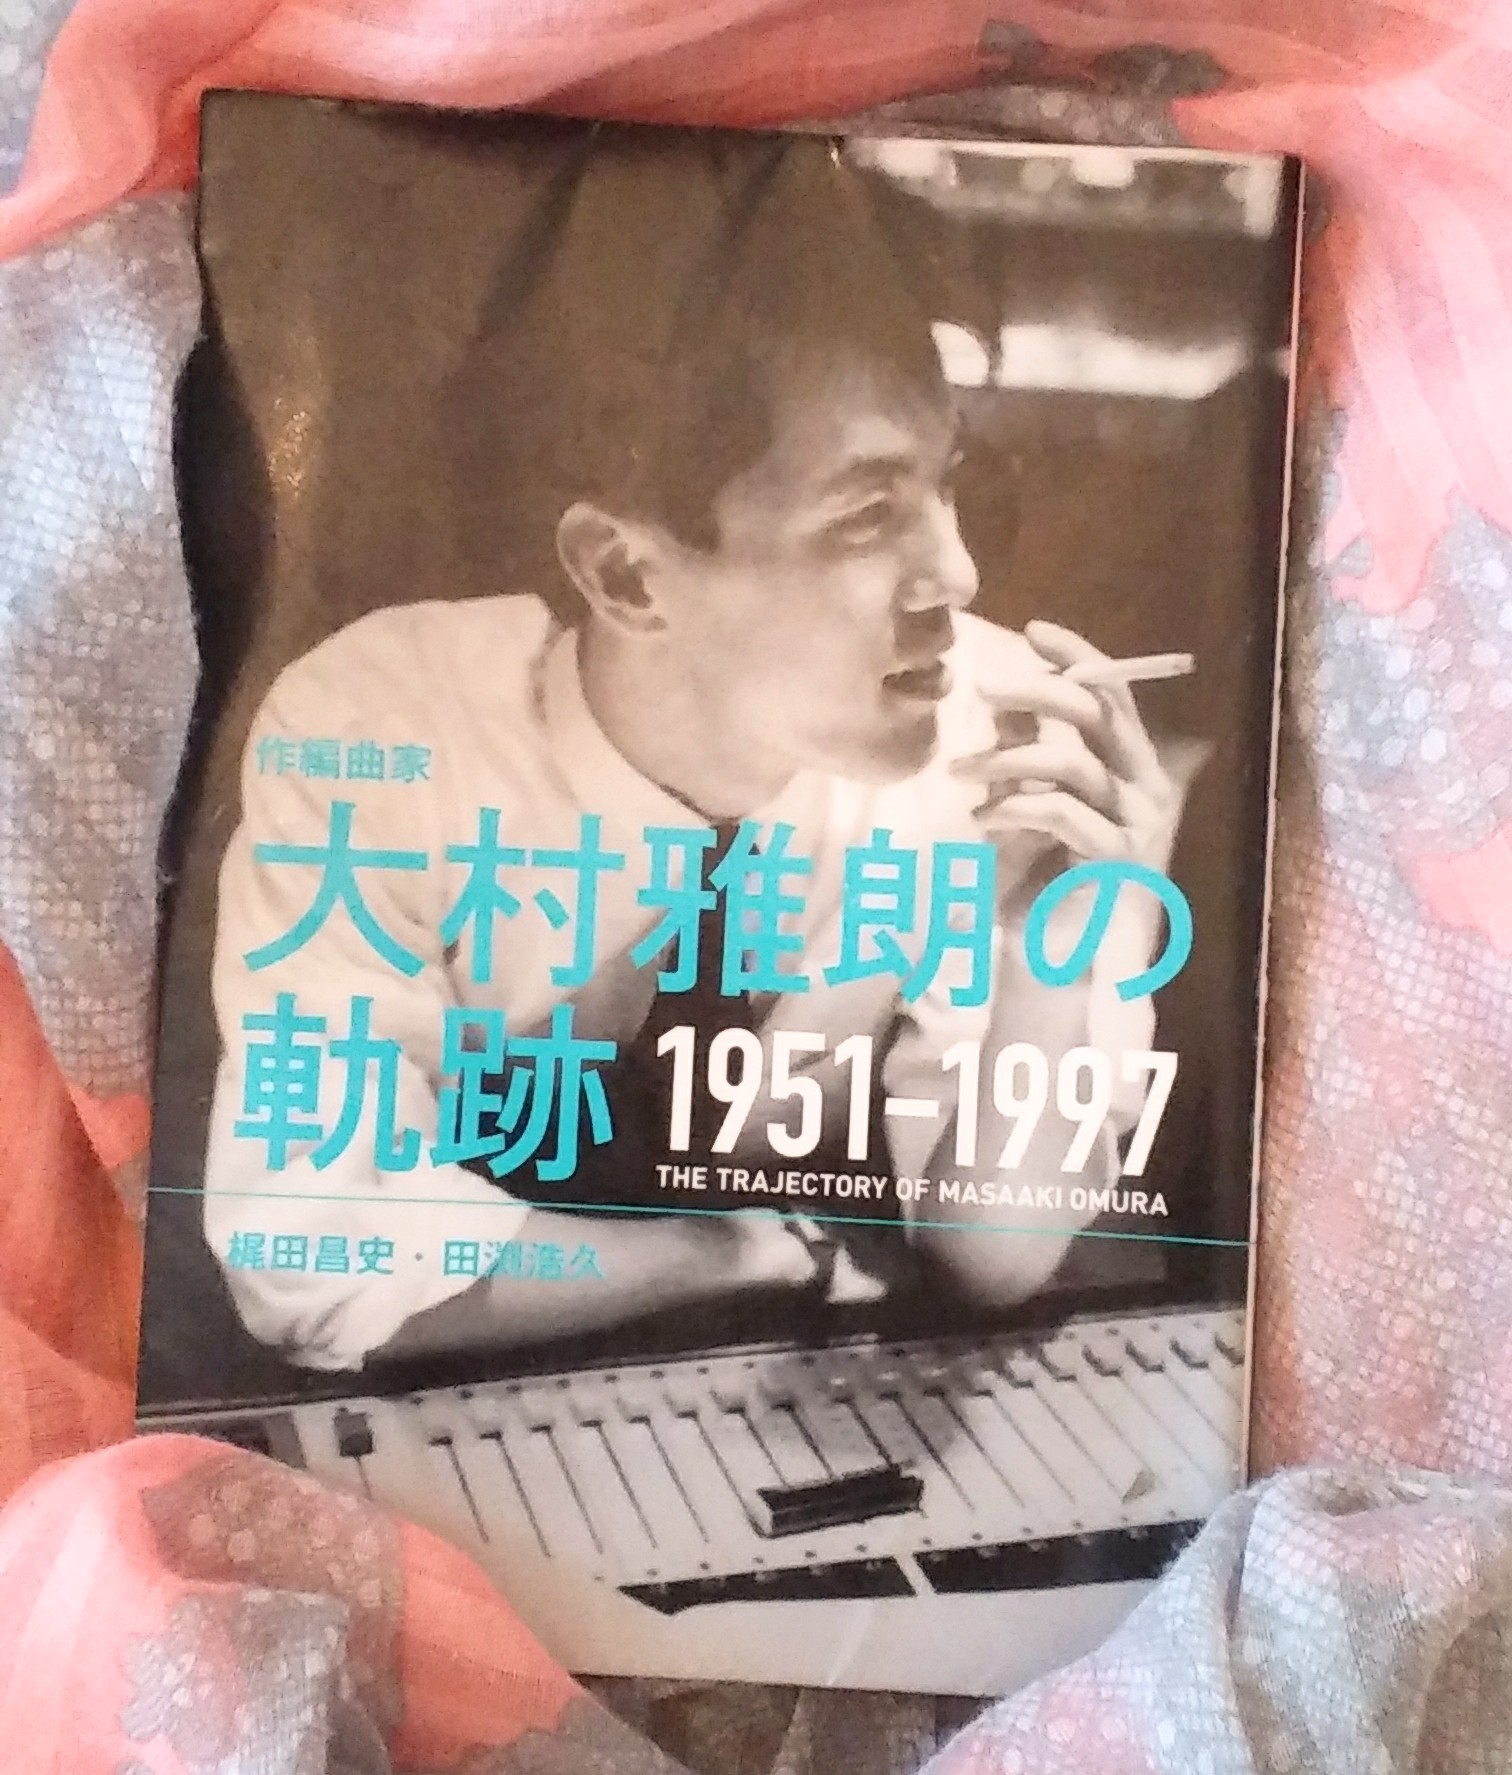 作編曲家
大村雅朗の
軌跡 1951–1997
THE TRAJECTORY OF MASAAKI OMURA
梶田昌史・田渕浩久